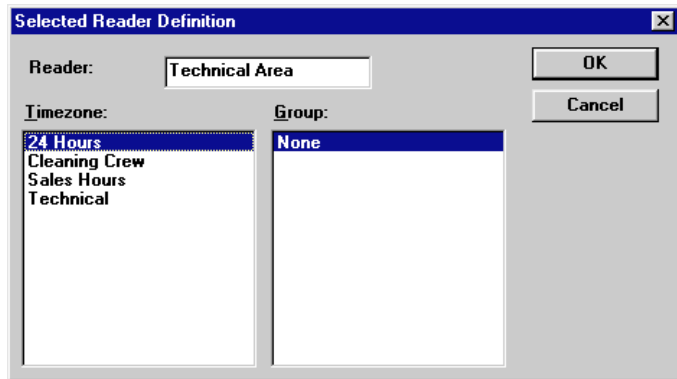 Selected Reader Definition
Reader: Technical Area
OK
Cancel
Timezone:
24 Hours
Cleaning Crew
Sales Hours
Technical
Group:
None